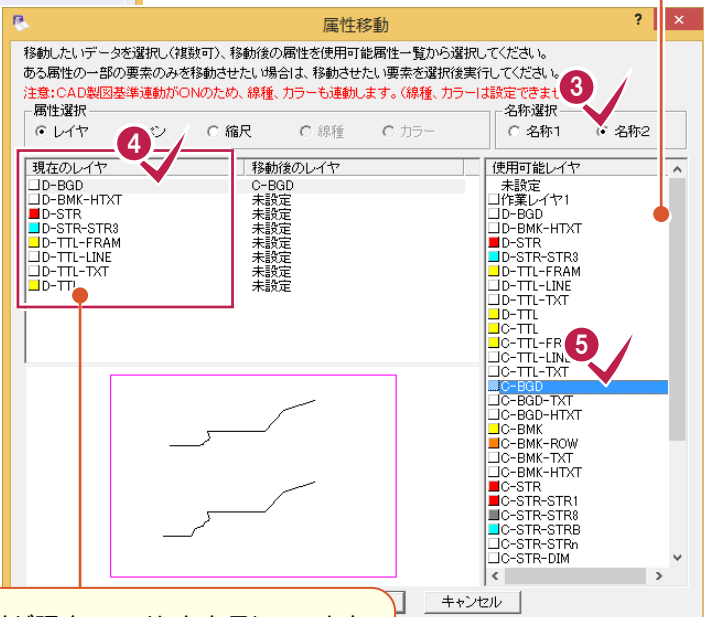 属性移動
? ×
移動したいデータを選択し(複数可)、移動後の属性を使用可能属性一覧から選択してください。
ある属性の一部の要素のみを移動させたい場合は、移動させたい要素を選択後実行してください。
注意:CAD製図基準連動がONのため、線種、カラーも連動します。(線種、カラーは設定できませ
属性選択
レイヤ
縮尺
線種
カラー
名称選択
名称1
名称2
3
4
現在のレイヤ
移動後のレイヤ
D-BGD C-BGD
D-BMK-HTXT 未設定
D-STR 未設定
D-STR-STR3 未設定
D-TTL-FRAM 未設定
D-TTL-LINE 未設定
D-TTL-TXT 未設定
D-TTL 未設定
使用可能レイヤ
未設定
作業レイヤ1
D-BGD
D-BMK-HTXT
D-STR
D-STR-STR3
D-TTL-FRAM
D-TTL-LINE
D-TTL-TXT
D-TTL
C-TTL
C-TTL-FR
C-TTL-LINE
C-TTL-TXT
5
C-BGD
C-BGD-TXT
C-BGD-HTXT
C-BMK
C-BMK-ROW
C-BMK-TXT
C-BMK-HTXT
C-STR
C-STR-STR1
C-STR-STR8
C-STR-STRB
C-STR-STRn
C-STR-DIM
キャンセル